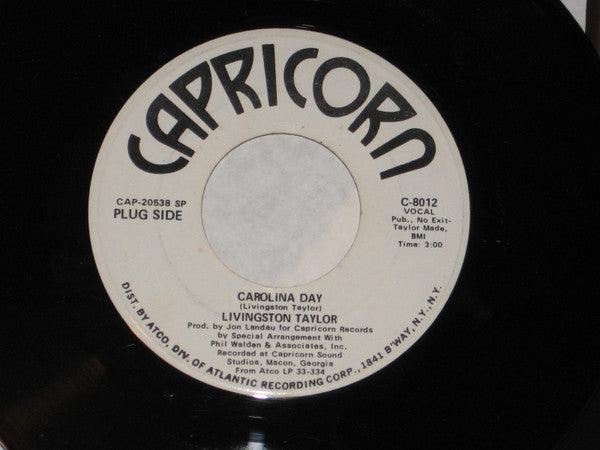 CAPRICORN
CAP-20538 SP
PLUG SIDE
C-8012
VOCAL
Pub., No Exit-
Taylor Made,
BMI
Time: 3:00
CAROLINA DAY
(Livingston Taylor)
LIVINGSTON TAYLOR
Prod. by Jon Landau for Capricorn Records
by Special Arrangement With
Phil Walden & Associates, Inc.
Recorded at Capricorn Sound
Studios, Macon, Georgia
From Atco LP 33-334
DIST. BY ATCO, DIV. OF ATLANTIC RECORDING CORP., 1841 B'WAY, N.Y., N.Y.